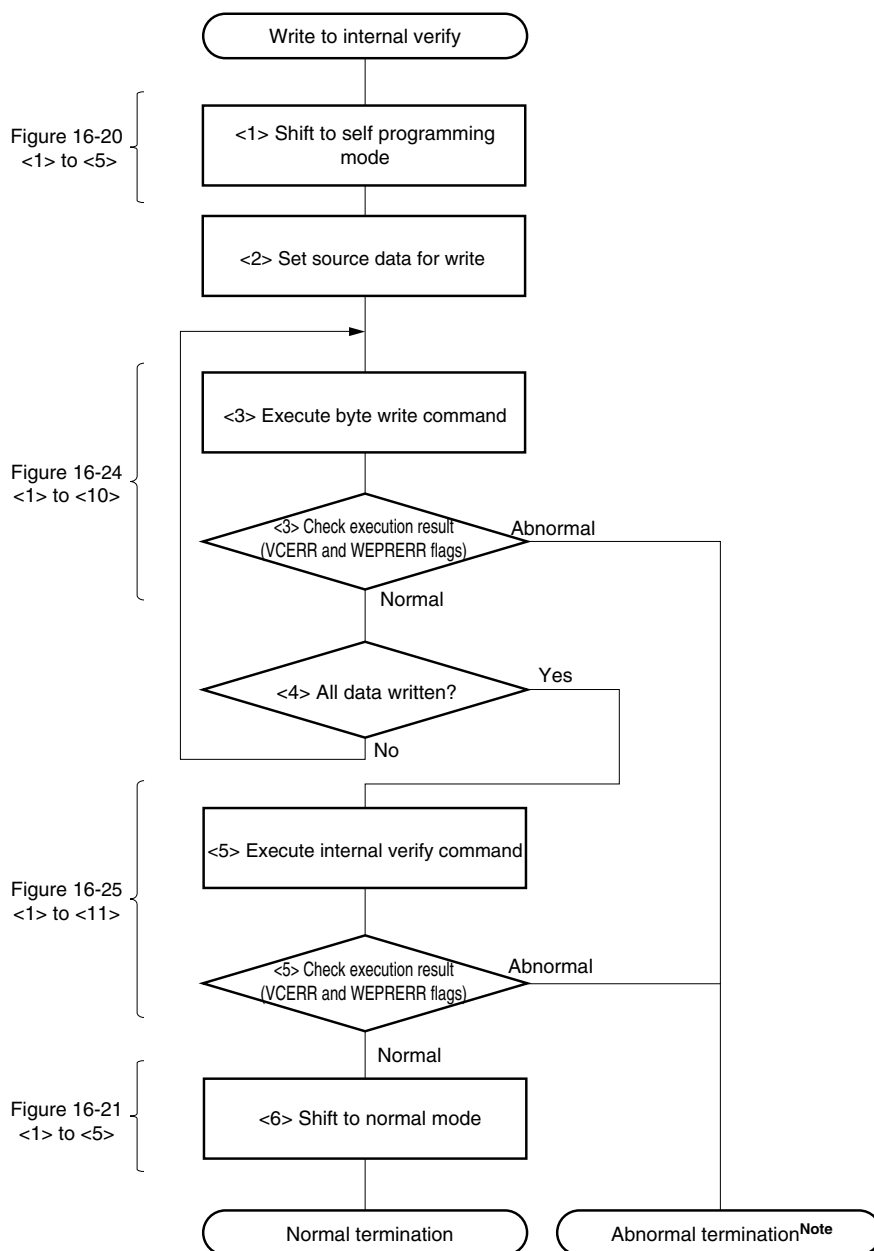 Write to internal verify
Figure 16-20
<1> to <5>
<1> Shift to self programming
mode
<2> Set source data for write
Figure 16-24
<1> to <10>
<3> Execute byte write command
<3> Check execution result
(VCERR and WEPRERR flags)
Abnormal
Normal
<4> All data written?
Yes
No
Figure 16-25
<1> to <11>
<5> Execute internal verify command
<5> Check execution result
(VCERR and WEPRERR flags)
Abnormal
Normal
Figure 16-21
<1> to <5>
<6> Shift to normal mode
Normal termination
Abnormal terminationNote